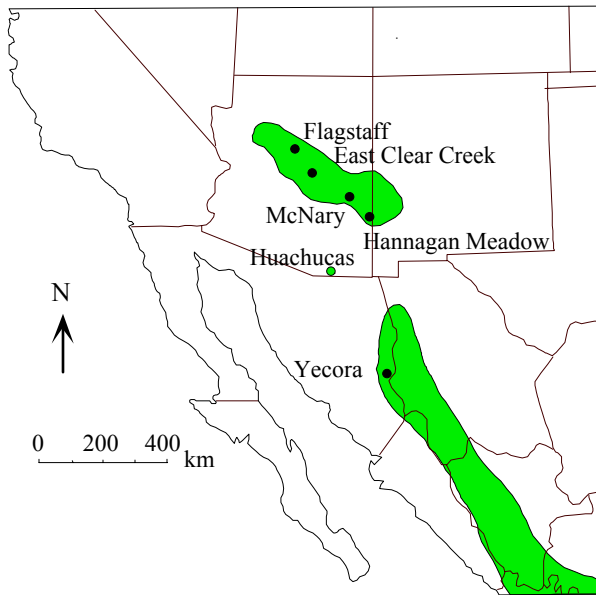 Flagstaff
East Clear Creek
McNary
Hannagan Meadow
Huachucas
N
Yecora
0 200 400
km